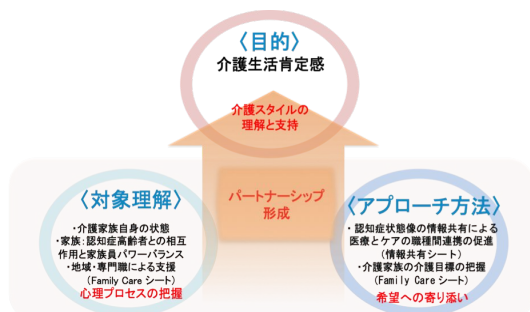 〈目的〉
介護生活肯定感
介護スタイルの
理解と支持
パートナーシップ
形成
〈対象理解〉
・介護家族自身の状態
・家族：認知症高齢者との相互
作用と家族員パワーバランス
・地域・専門職による支援
(Family Care シート)
心理プロセスの把握
〈アプローチ方法〉
・認知症状態像の情報共有による
医療とケアの職種間連携の促進
(情報共有シート)
・介護家族の介護目標の把握
(Family Care シート)
希望への寄り添い